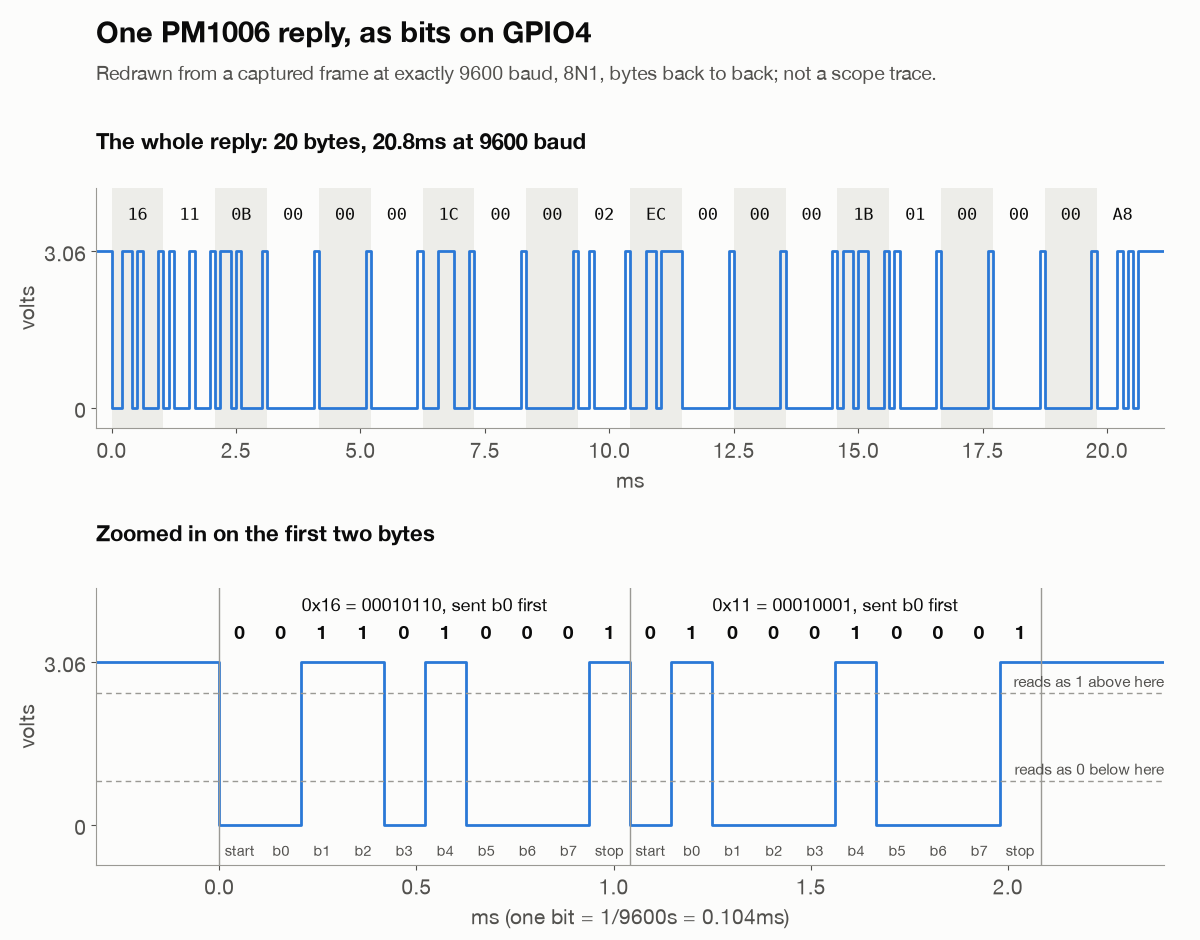 One PM1006 reply, as bits on GPIO4
Redrawn from a captured frame at exactly 9600 baud, 8N1, bytes back to back; not a scope trace.
The whole reply: 20 bytes, 20.8ms at 9600 baud
16 11 0B 00 00 00 1C 00 00 02 EC 00 00 00 1B 01 00 00 00 A8
3.06
volts
0
0.0 2.5 5.0 7.5 10.0 12.5 15.0 17.5 20.0
ms
Zoomed in on the first two bytes
0x16 = 00010110, sent b0 first 0x11 = 00010001, sent b0 first
0 0 1 1 0 1 0 0 0 1 0 1 0 0 0 1 0 0 0 1
3.06
reads as 1 above here
volts
reads as 0 below here
0
start b0 b1 b2 b3 b4 b5 b6 b7 stop start b0 b1 b2 b3 b4 b5 b6 b7 stop
0.0 0.5 1.0 1.5 2.0
ms (one bit = 1/9600s = 0.104ms)